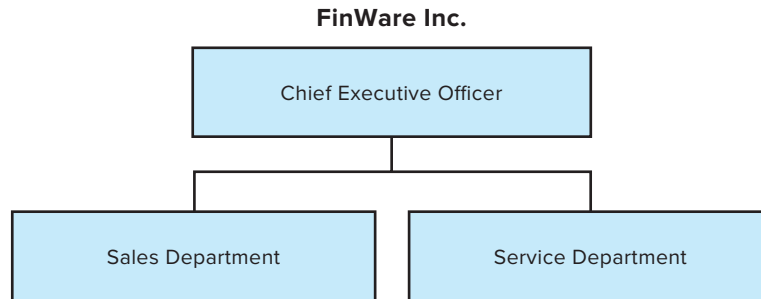 FinWare Inc.
Chief Executive Officer
Sales Department
Service Department